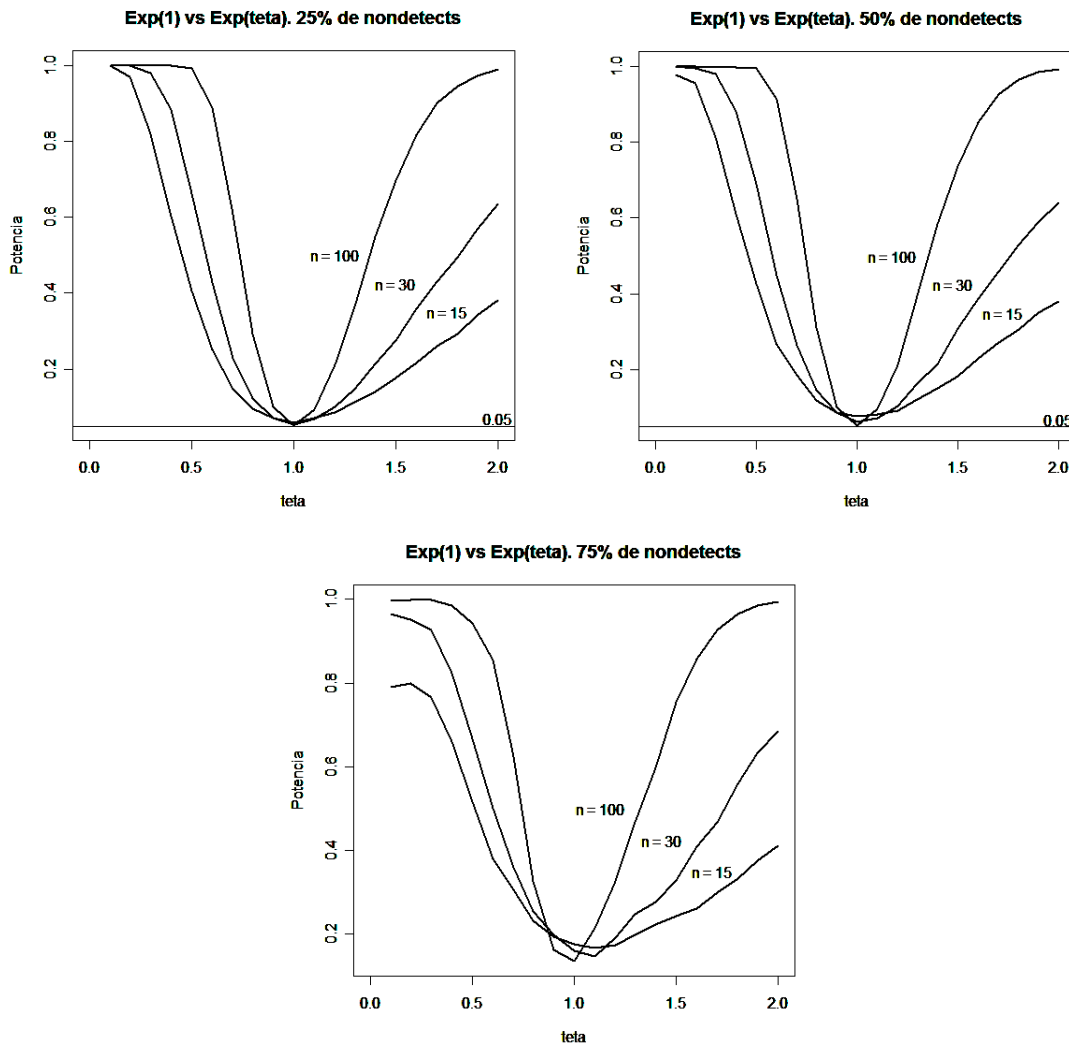 Exp(1) vs Exp(teta). 25% de nondetects
Potencia
1.0
0.8
0.6
0.4
0.2
n = 100
n = 30
n = 15
0.05
0.0 0.5 1.0 1.5 2.0
teta
Exp(1) vs Exp(teta). 50% de nondetects
Potencia
1.0
0.8
0.6
0.4
0.2
n = 100
n = 30
n = 15
0.05
0.0 0.5 1.0 1.5 2.0
teta
Exp(1) vs Exp(teta). 75% de nondetects
Potencia
1.0
0.8
0.6
0.4
0.2
n = 100
n = 30
n = 15
0.0 0.5 1.0 1.5 2.0
teta